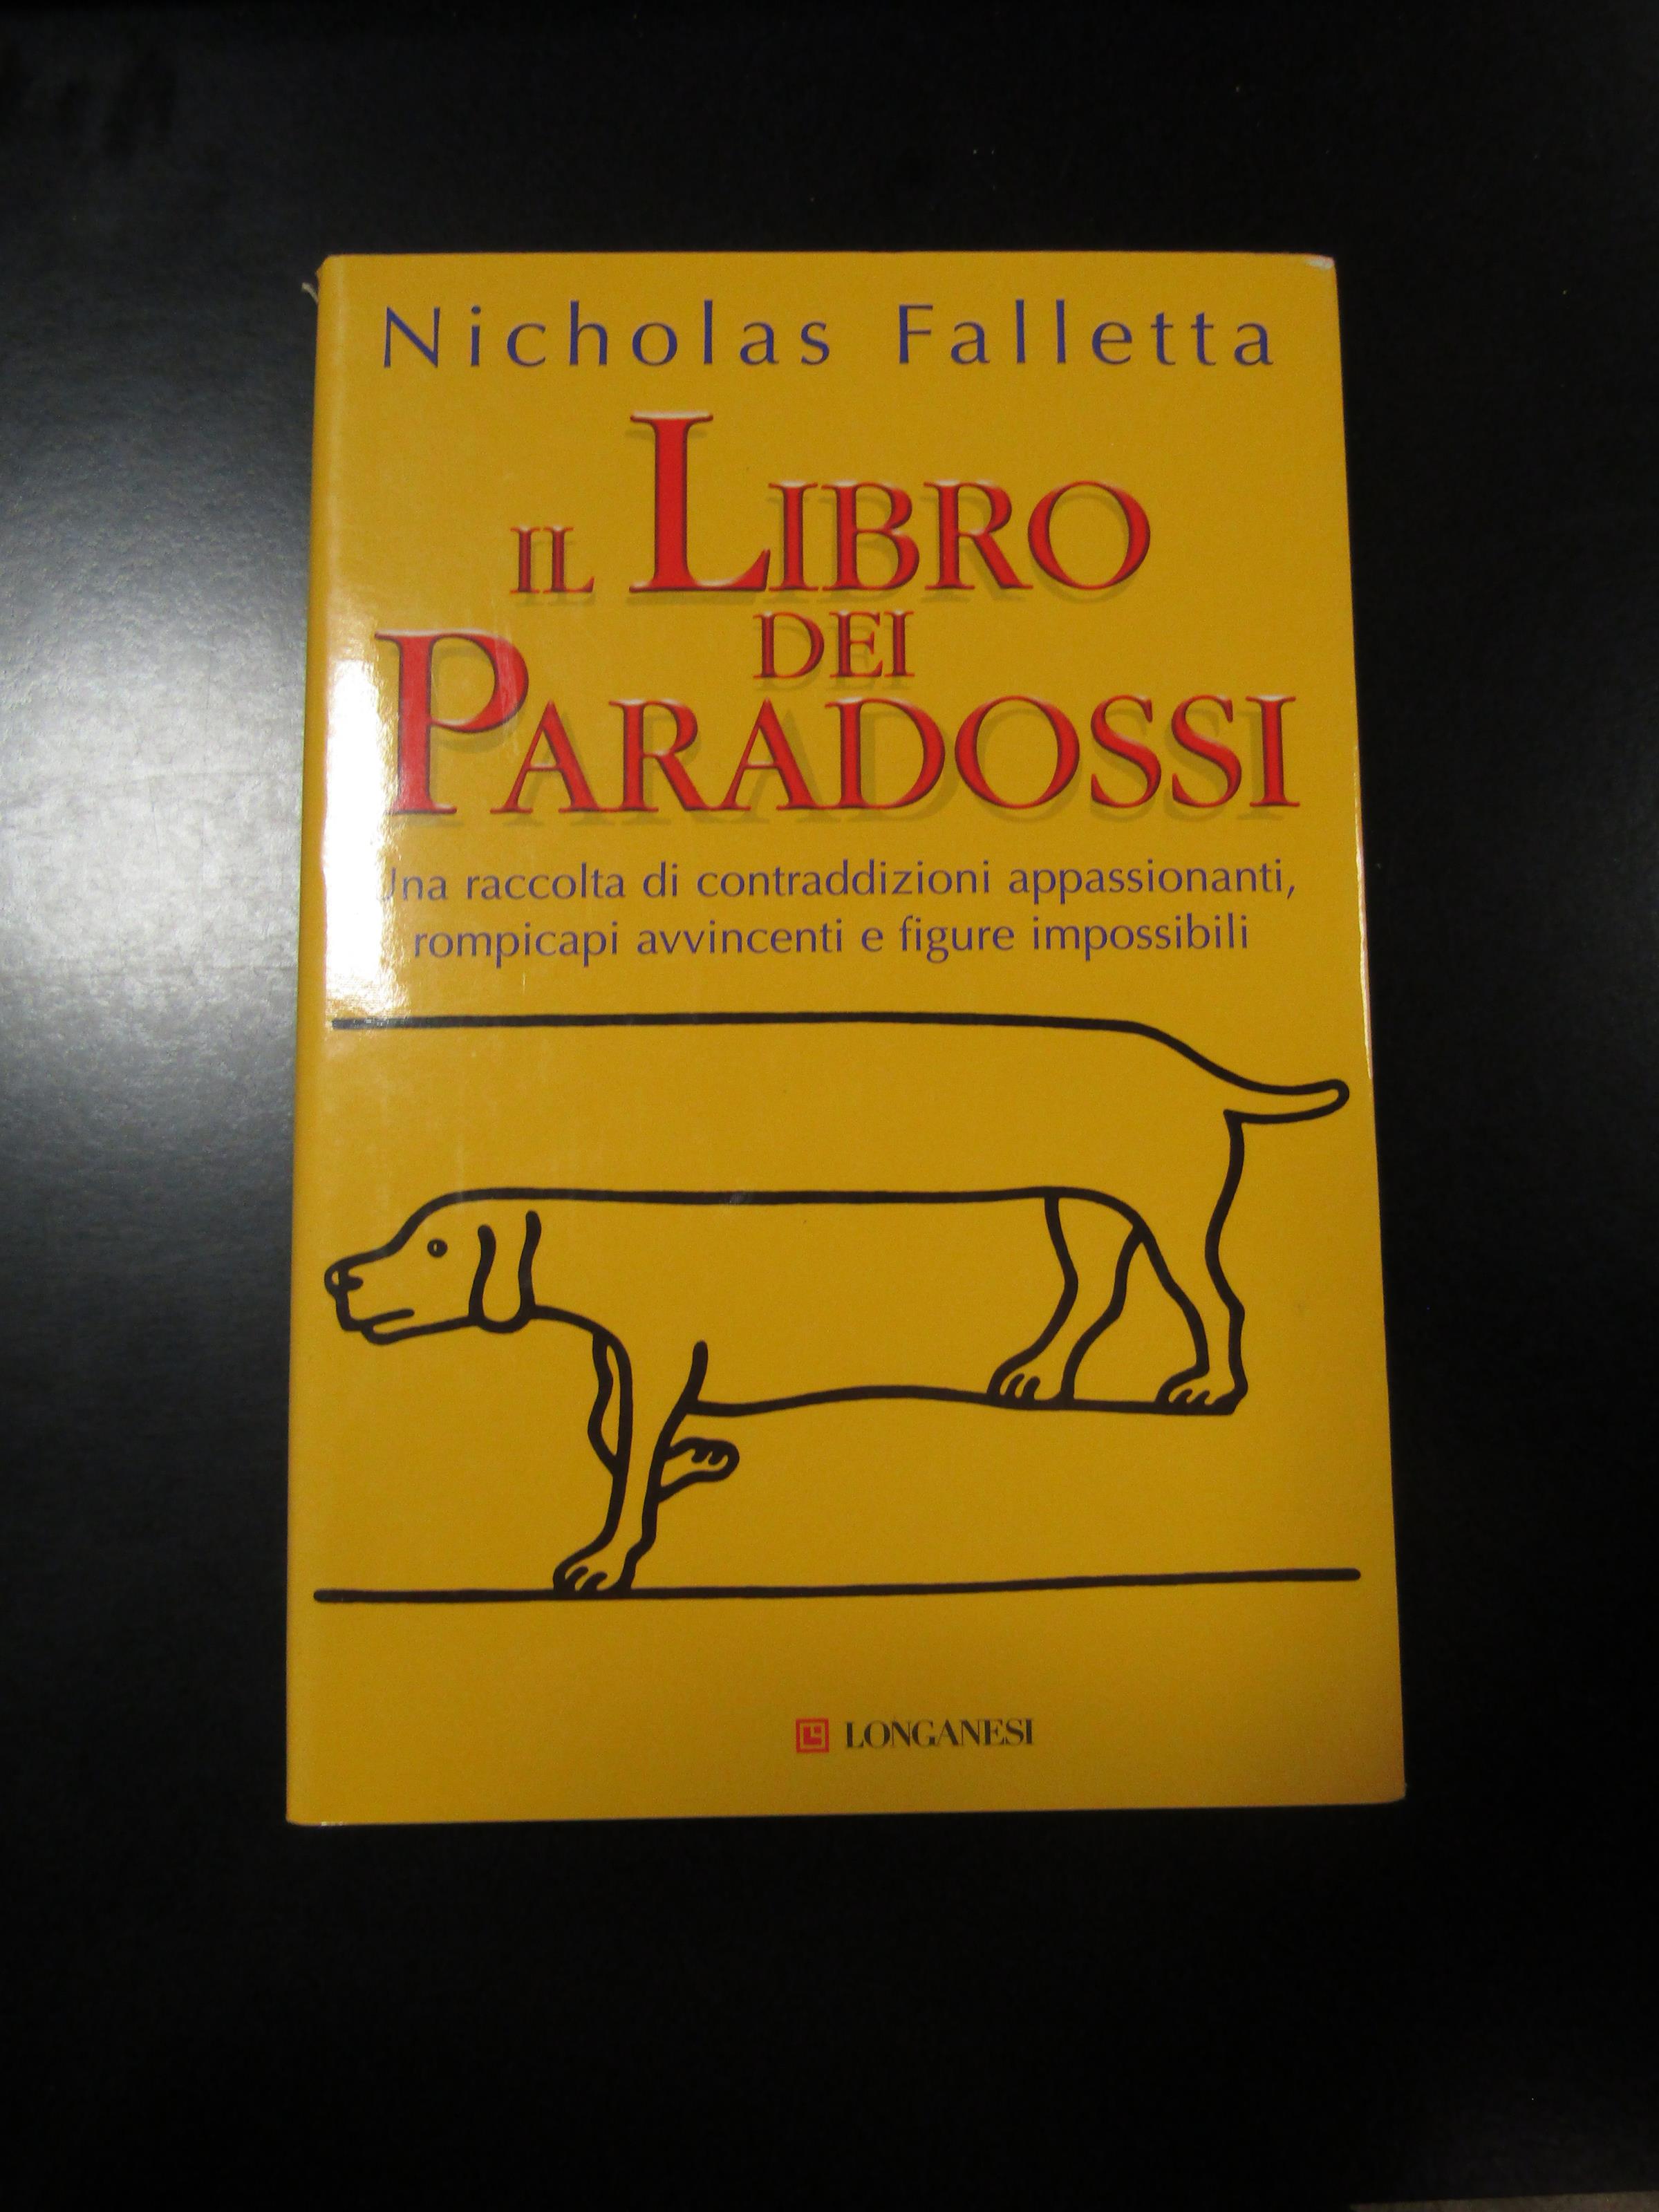 Nicholas Falletta
IL LIBRO
DEI
PARADOSSI
Una raccolta di contraddizioni appassionanti,
rompicapi avvincenti e figure impossibili
LONGANESI